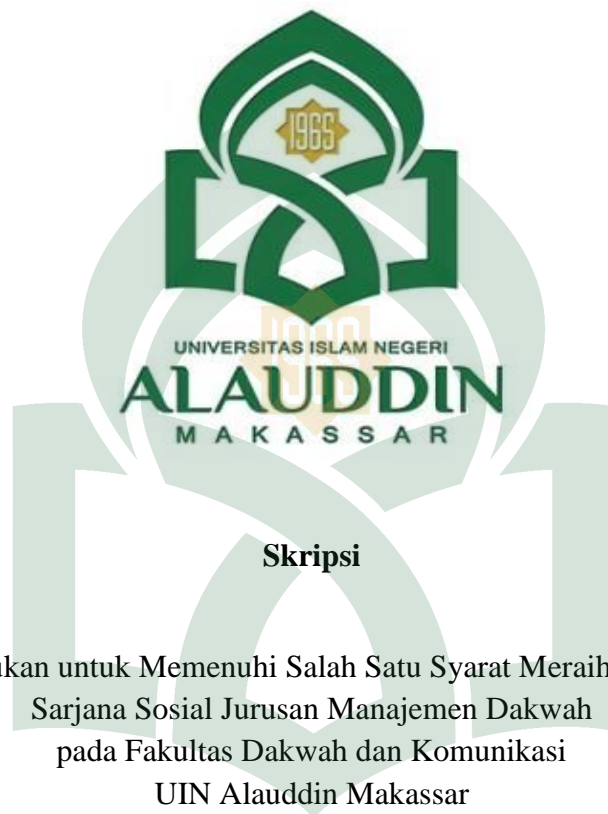 1965
UNIVERSITAS ISLAM NEGERI
ALAUDDIN
MAKASSAR
Skripsi
untuk Memenuhi Salah Satu Syarat Meraih
Sarjana Sosial Jurusan Manajemen Dakwah
pada Fakultas Dakwah dan Komunikasi
UIN Alauddin Makassar